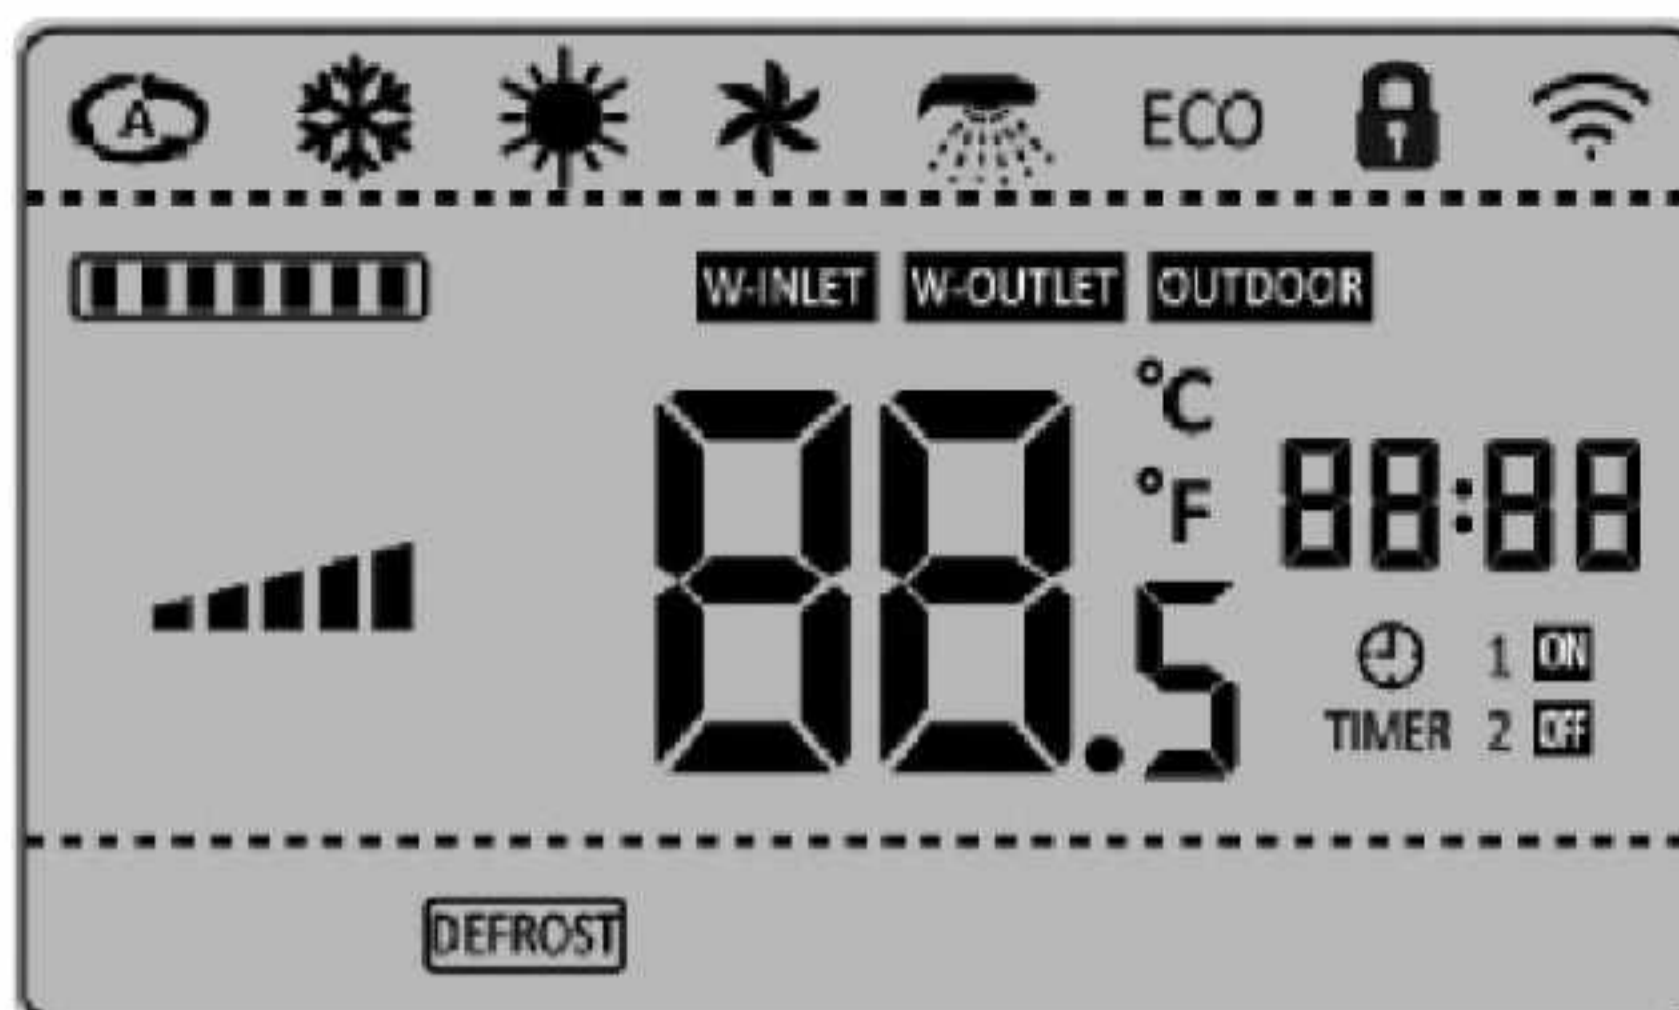 A ECO
W-INLET W-OUTLET OUTDOOR
88.5 °C
°F
88:88
1 ON
TIMER 2 OFF
DEFROST